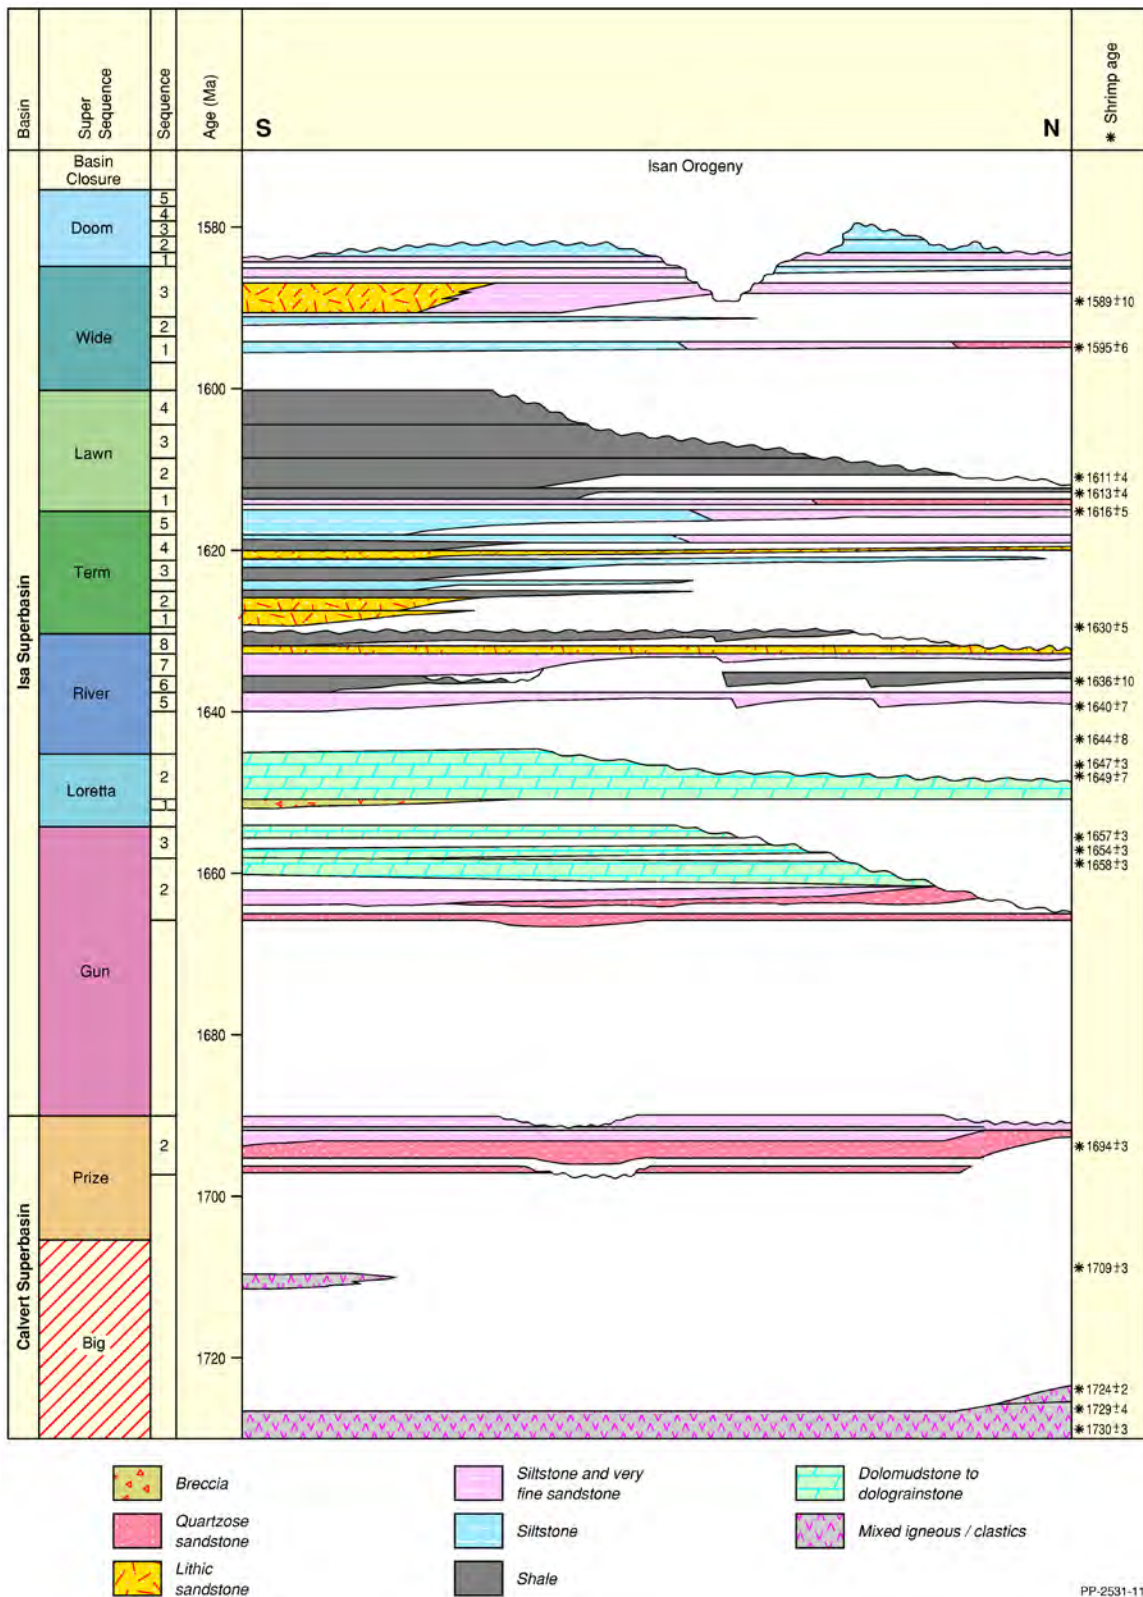 Basin
Super
Sequence
Sequence
Age (Ma)
S
N
✱ Shrimp age
Basin
Closure
Isan Orogeny
Isa Superbasin
Calvert Superbasin
Doom
Wide
Lawn
Term
River
Loretta
Gun
Prize
Big
5
4
3
2
1
3
2
1
4
3
2
1
5
4
3
2
1
8
7
6
5
2
1
3
2
2
1580
1600
1620
1640
1660
1680
1700
1720
✱1589±10
✱1595±6
✱1611±4
✱1613±4
✱1616±5
✱1630±5
✱1636±10
✱1640±7
✱1644±8
✱1647±3
✱1649±7
✱1657±3
✱1654±3
✱1658±3
✱1694±3
✱1709±3
✱1724±2
✱1729±4
✱1730±3
Breccia
Quartzose
sandstone
Lithic
sandstone
Siltstone and very
fine sandstone
Siltstone
Shale
Dolomudstone to
dolograinstone
Mixed igneous / clastics
PP-2531-11